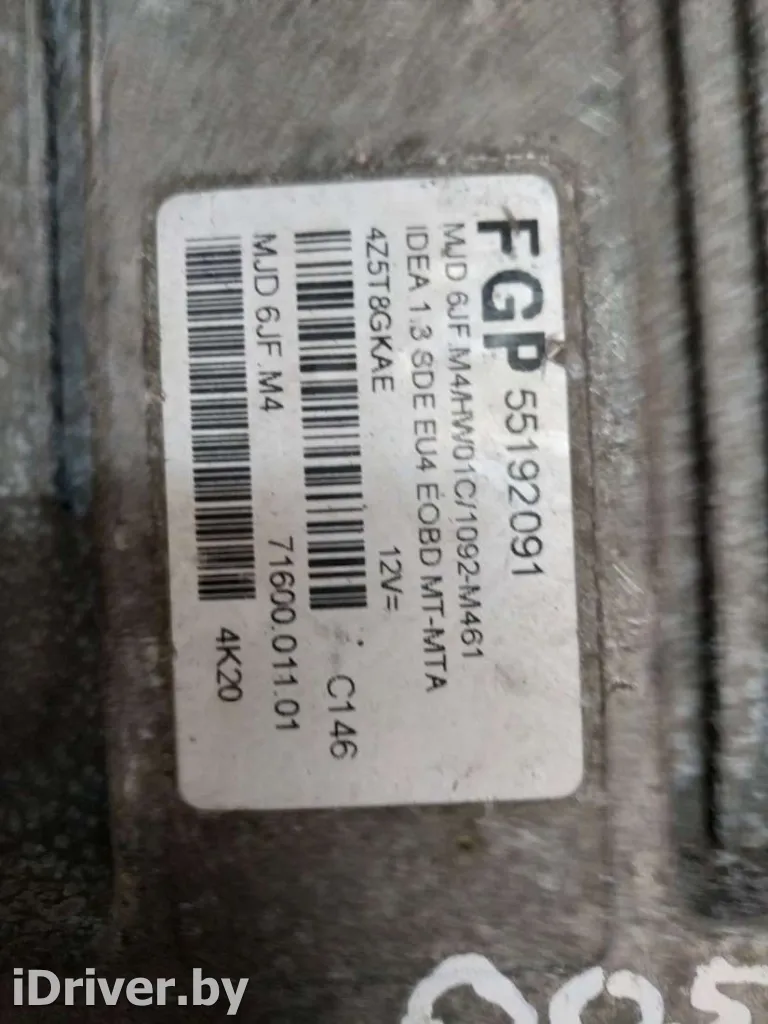 FGP 55192091
MJD 6JF.M4/HW01C/1092-M461
IDEA 1.3 SDE EU4 EOBD MT-MTA
4Z5T8GKAE 12V=
C146
MJD 6JF.M4 71600.011.01
4K20
iDriver.by